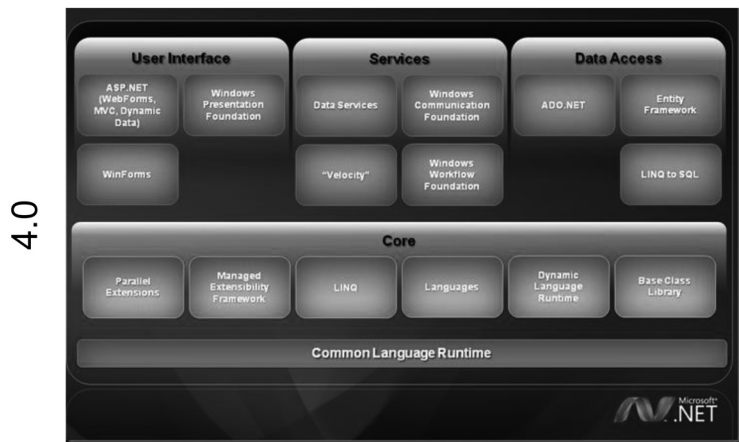 4.0
User Interface
ASP.NET
(WebForms,
MVC, Dynamic
Data)
Windows
Presentation
Foundation
WinForms
Services
Data Services
Windows
Communication
Foundation
"Velocity"
Windows
Workflow
Foundation
Data Access
ADO.NET
Entity
Framework
LINQ to SQL
Core
Parallel
Extensions
Managed
Extensibility
Framework
LINQ
Languages
Dynamic
Language
Runtime
Base Class
Library
Common Language Runtime
Microsoft®
.NET